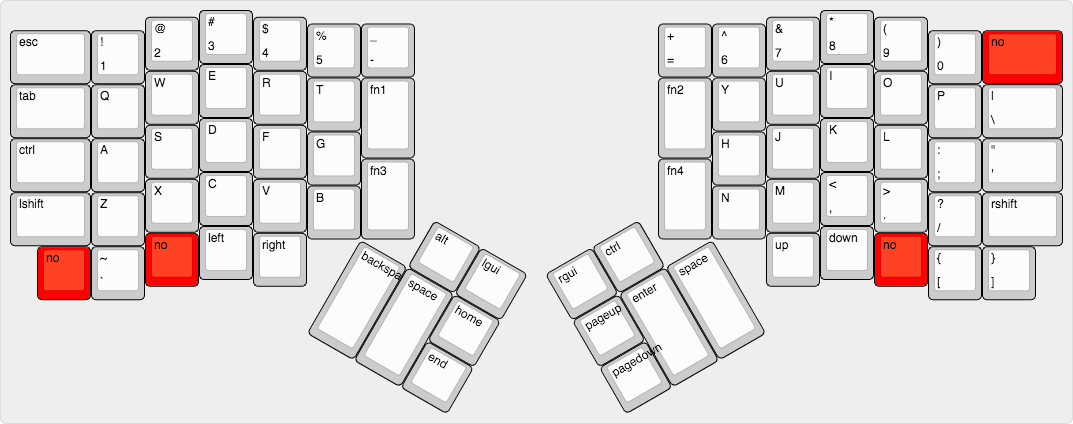 esc
!
1
@
2
#
3
$
4
%
5
_
-
tab
Q
W
E
R
T
fn1
ctrl
A
S
D
F
G
fn3
lshift
Z
X
C
V
B
no
~
`
no
left
right
backspa
alt
lgui
space
home
end
+
=
^
6
&
7
*
8
(
9
)
0
no
fn2
Y
U
I
O
P
|
\
H
J
K
L
:
;
"
'
fn4
N
M
<
,
>
.
?
/
rshift
up
down
no
{
[
}
]
rgui
ctrl
pageup
enter
space
pagedown